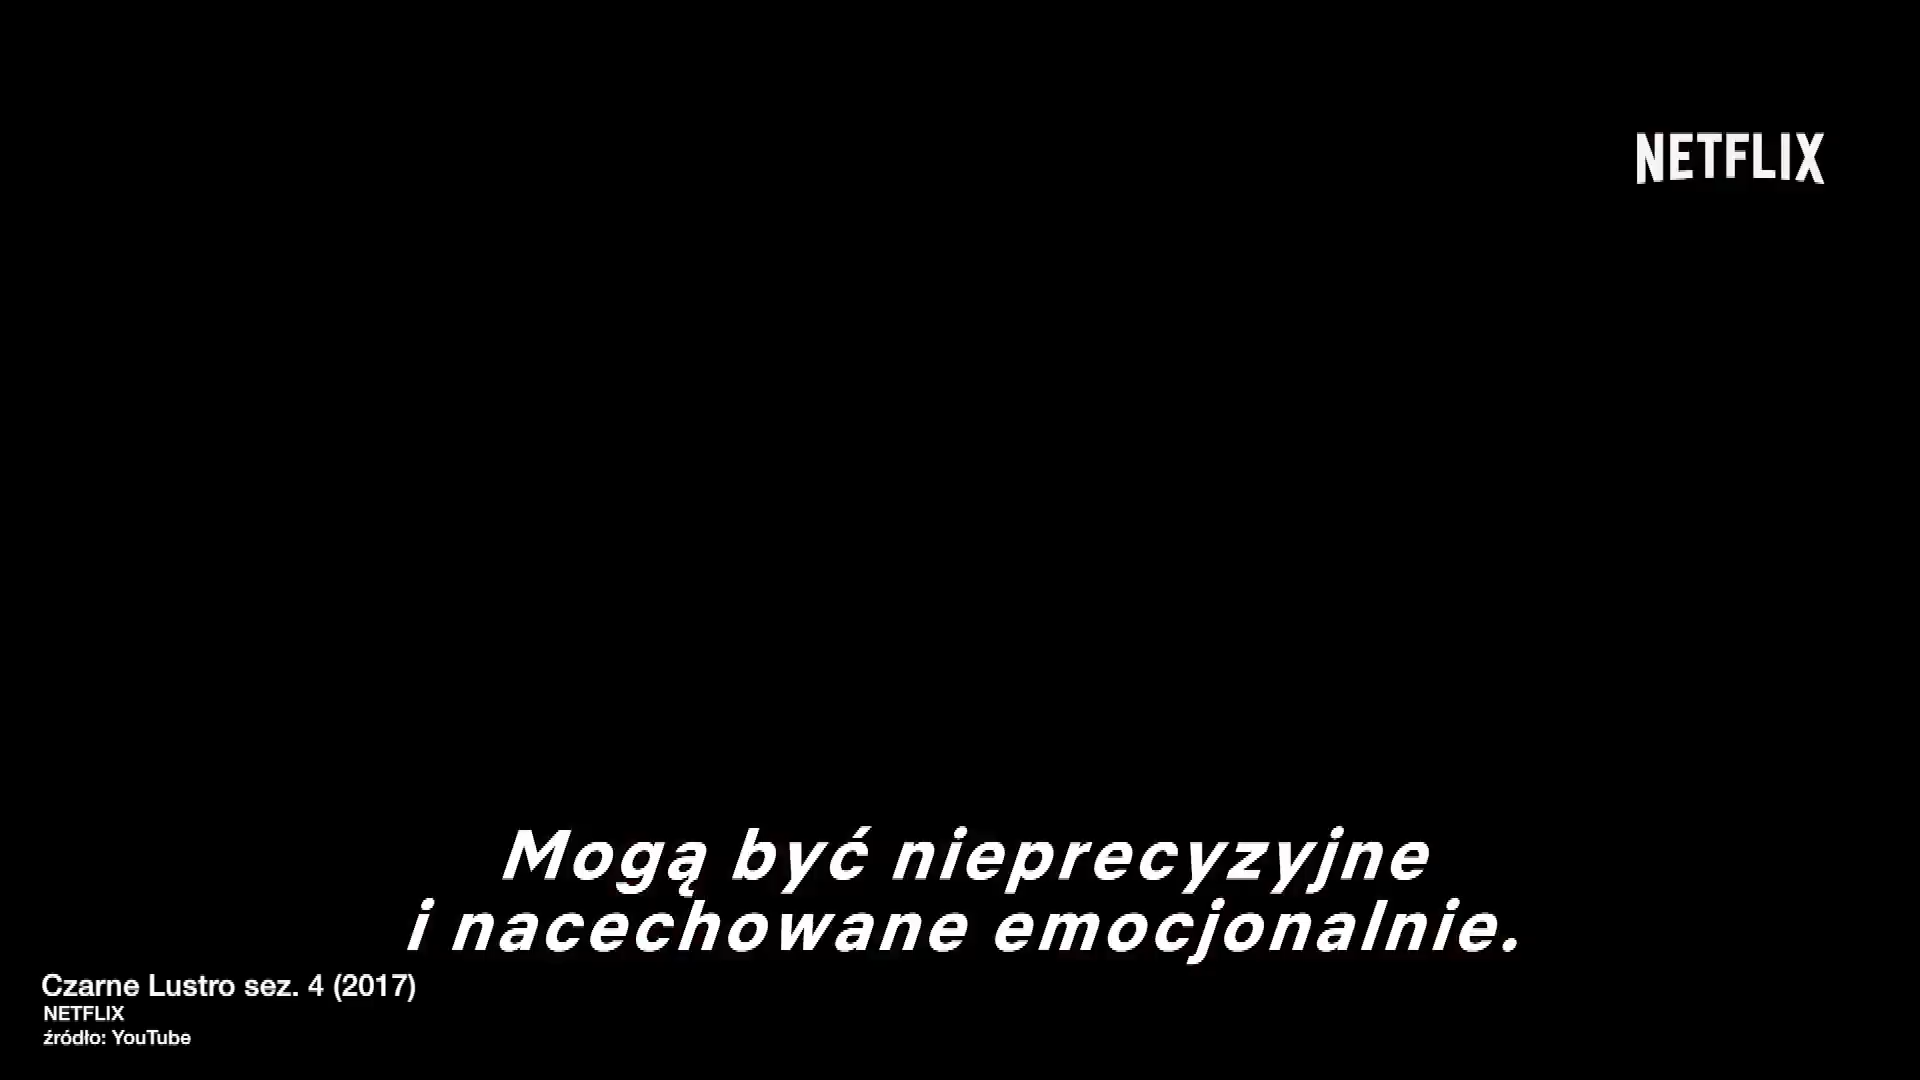 NETFLIX
Mogą być nieprecyzyjne
i nacechowane emocjonalnie.
Czarne Lustro sez. 4 (2017)
NETFLIX
źródło: YouTube